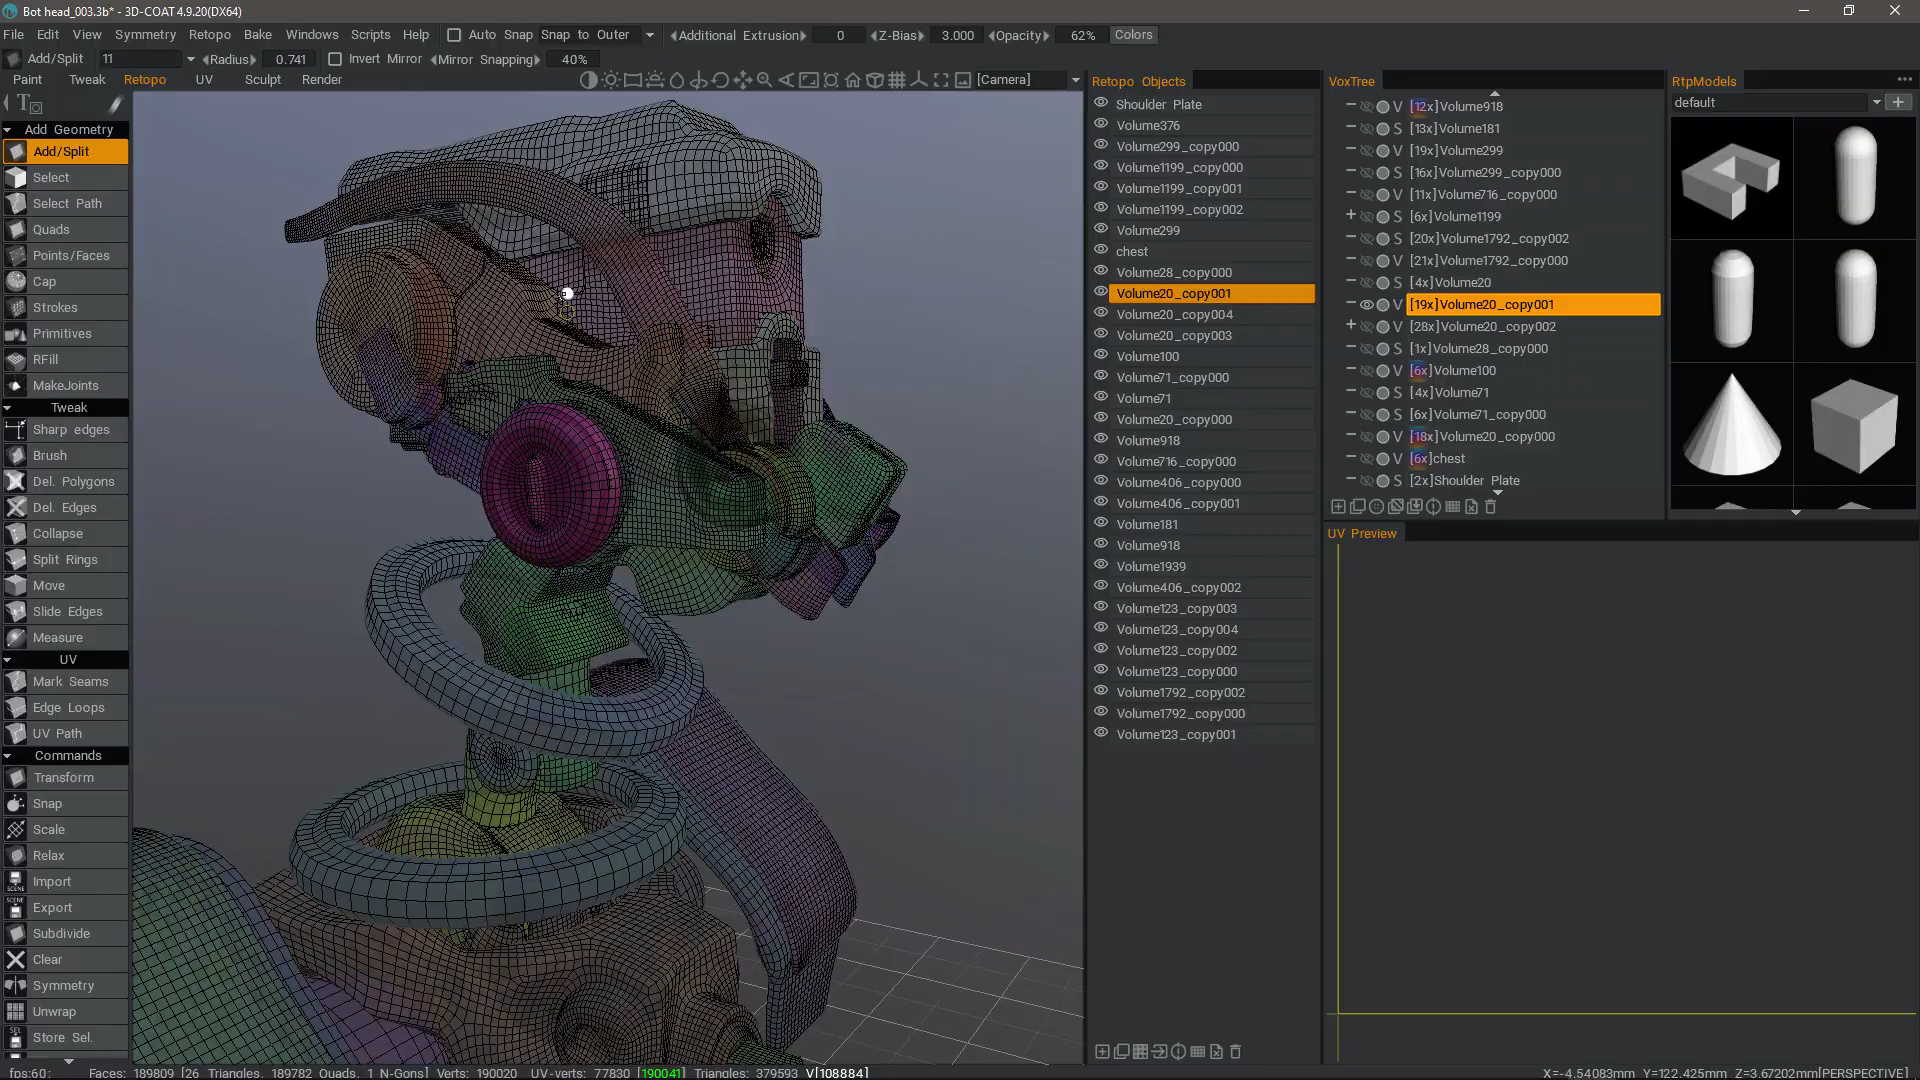 Bot head_003.3b* - 3D-COAT 4.9.20(DX64)
File Edit View Symmetry Retopo Bake Windows Scripts Help Auto Snap Snap to Outer Additional Extrusion 0 Z-Bias 3.000 Opacity 62% Colors
Add/Split 11 Radius 0.741 Invert Mirror Mirror Snapping 40%
Paint Tweak Retopo UV Sculpt Render [Camera]
Add Geometry
Add/Split
Select
Select Path
Quads
Points/Faces
Cap
Strokes
Primitives
RFill
MakeJoints
Tweak
Sharp edges
Brush
Del. Polygons
Del. Edges
Collapse
Split Rings
Move
Slide Edges
Measure
UV
Mark Seams
Edge Loops
UV Path
Commands
Transform
Snap
Scale
Relax
Import
Export
Subdivide
Clear
Symmetry
Unwrap
Store Sel.
Retopo Objects
Shoulder Plate
Volume376
Volume299_copy000
Volume1199_copy000
Volume1199_copy001
Volume1199_copy002
Volume299
chest
Volume28_copy000
Volume20_copy001
Volume20_copy004
Volume20_copy003
Volume100
Volume71_copy000
Volume71
Volume20_copy000
Volume918
Volume716_copy000
Volume406_copy000
Volume406_copy001
Volume181
Volume918
Volume1939
Volume406_copy002
Volume123_copy003
Volume123_copy004
Volume123_copy002
Volume123_copy000
Volume1792_copy002
Volume1792_copy000
Volume123_copy001
VoxTree
V [12x]Volume918
S [13x]Volume181
V [19x]Volume299
S [16x]Volume299_copy000
V [11x]Volume716_copy000
S [6x]Volume1199
S [20x]Volume1792_copy002
V [21x]Volume1792_copy000
S [4x]Volume20
V [19x]Volume20_copy001
V [28x]Volume20_copy002
S [1x]Volume28_copy000
V [6x]Volume100
S [4x]Volume71
S [6x]Volume71_copy000
V [18x]Volume20_copy000
V [6x]chest
S [2x]Shoulder Plate
RtpModels
default
UV Preview
fps:60; Faces: 189809 [26 Triangles, 189782 Quads, 1 N-Gons] Verts: 190020 UV-verts: 77830 [190041] Triangles: 379593 V[108884] X=-4.54083mm Y=122.425mm Z=3.67202mm[PERSPECTIVE]